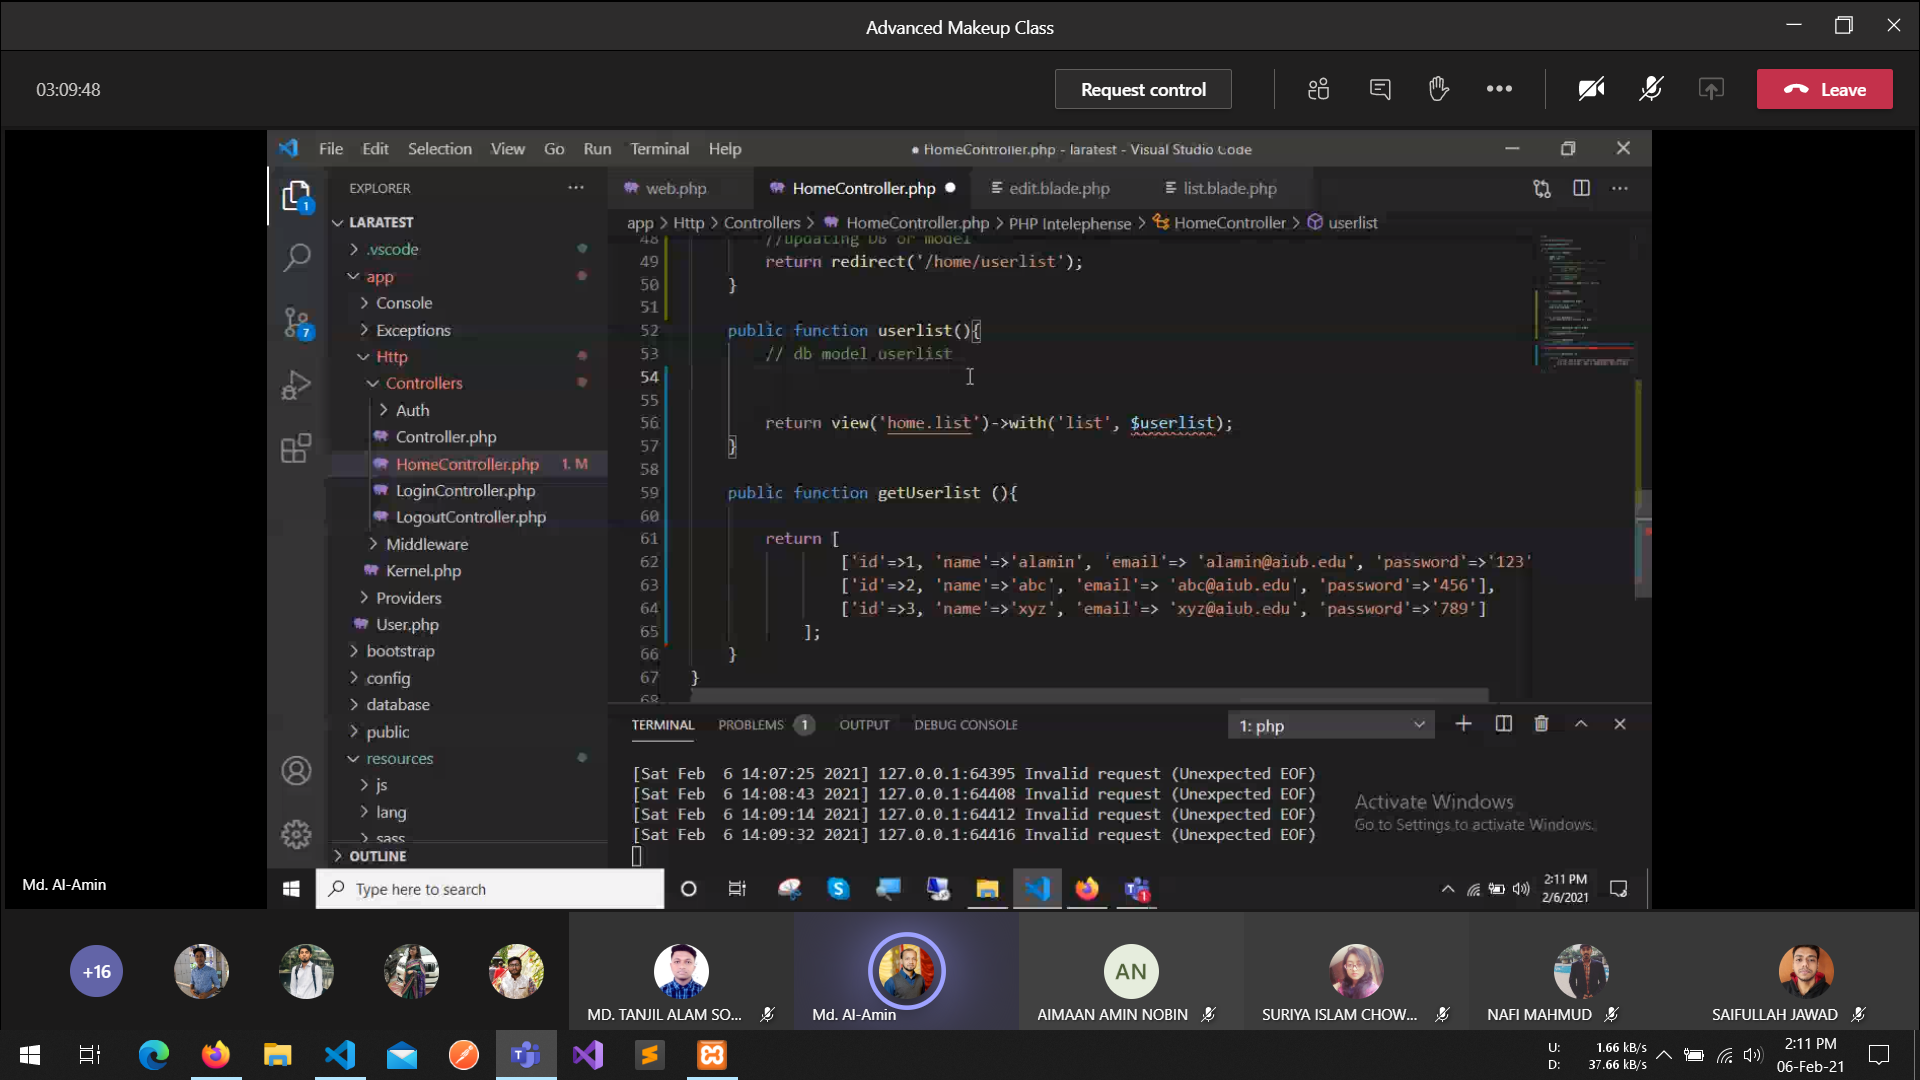 Advanced Makeup Class
03:09:48
Request control
Leave
File Edit Selection View Go Run Terminal Help
● HomeController.php - laratest - Visual Studio Code
EXPLORER
web.php
HomeController.php
edit.blade.php
list.blade.php
app > Http > Controllers > HomeController.php > PHP Intelephense > HomeController > userlist
LARATEST
.vscode
app
Console
Exceptions
Http
Controllers
Auth
Controller.php
HomeController.php 1, M
LoginController.php
LogoutController.php
Middleware
Kernel.php
Providers
User.php
bootstrap
config
database
public
resources
js
lang
sass
OUTLINE
1
7
48 //updating DB or model
49 return redirect('/home/userlist');
50 }
51
52 public function userlist(){
53 // db model userlist
54
55
56 return view('home.list')->with('list', $userlist);
57 }
58
59 public function getUserlist (){
60
61 return [
62 ['id'=>1, 'name'=>'alamin', 'email'=> 'alamin@aiub.edu', 'password'=>'123'
63 ['id'=>2, 'name'=>'abc', 'email'=> 'abc@aiub.edu', 'password'=>'456'],
64 ['id'=>3, 'name'=>'xyz', 'email'=> 'xyz@aiub.edu', 'password'=>'789']
65 ];
66 }
67 }
68
TERMINAL PROBLEMS 1 OUTPUT DEBUG CONSOLE
1: php
[Sat Feb  6 14:07:25 2021] 127.0.0.1:64395 Invalid request (Unexpected EOF)
[Sat Feb  6 14:08:43 2021] 127.0.0.1:64408 Invalid request (Unexpected EOF)
[Sat Feb  6 14:09:14 2021] 127.0.0.1:64412 Invalid request (Unexpected EOF)
[Sat Feb  6 14:09:32 2021] 127.0.0.1:64416 Invalid request (Unexpected EOF)
Activate Windows
Go to Settings to activate Windows.
Md. Al-Amin
Type here to search
2:11 PM
2/6/2021
+16
AN
MD. TANJIL ALAM SO...
Md. Al-Amin
AIMAAN AMIN NOBIN
SURIYA ISLAM CHOW...
NAFI MAHMUD
SAIFULLAH JAWAD
U: 1.66 kB/s
D: 37.66 kB/s
2:11 PM
06-Feb-21